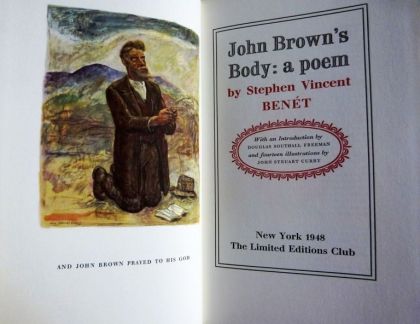 AND JOHN BROWN PRAYED TO HIS GOD
John Brown's
Body: a poem
by Stephen Vincent
BENÉT
With an Introduction by
DOUGLAS SOUTHALL FREEMAN
and fourteen illustrations by
JOHN STEUART CURRY
New York 1948
The Limited Editions Club